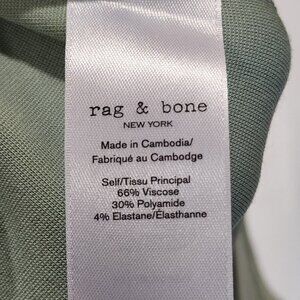 rag & bone
NEW YORK
Made in Cambodia/
Fabriqué au Cambodge
Self/Tissu Principal
66% Viscose
30% Polyamide
4% Elastane/Élasthanne